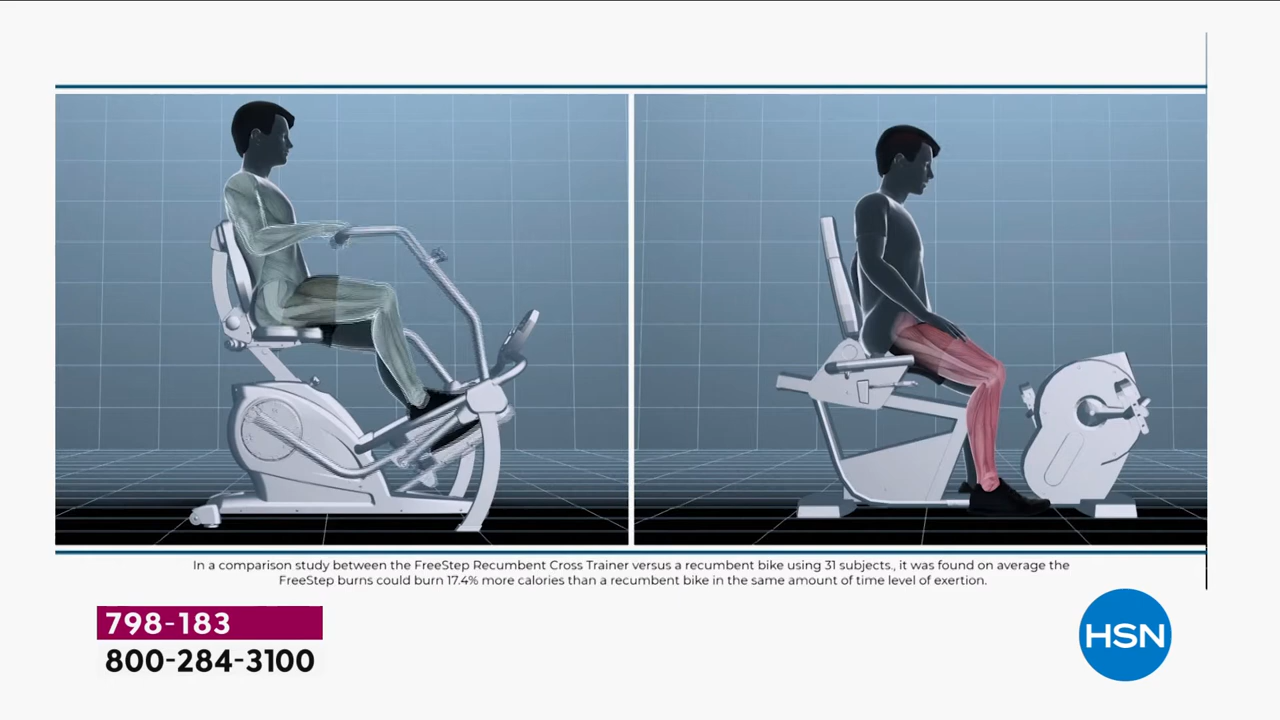 In a comparison study between the FreeStep Recumbent Cross Trainer versus a recumbent bike using 31 subjects., it was found on average the
FreeStep burns could burn 17.4% more calories than a recumbent bike in the same amount of time level of exertion.
798-183
800-284-3100
HSN